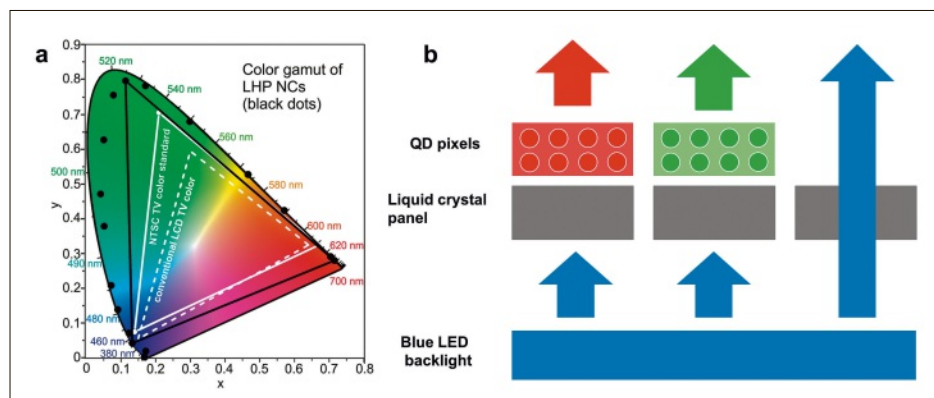 a
Color gamut of
LHP NCs
(black dots)
0.9
0.8
0.7
0.6
0.5
0.4
0.3
0.2
0.1
0
y
0
0.1
0.2
0.3
0.4
0.5
0.6
0.7
0.8
x
520 nm
540 nm
560 nm
580 nm
600 nm
620 nm
700 nm
500 nm
490 nm
480 nm
460 nm
380 nm
NTSC TV color standard
conventional LCD TV color
b
QD pixels
Liquid crystal
panel
Blue LED
backlight